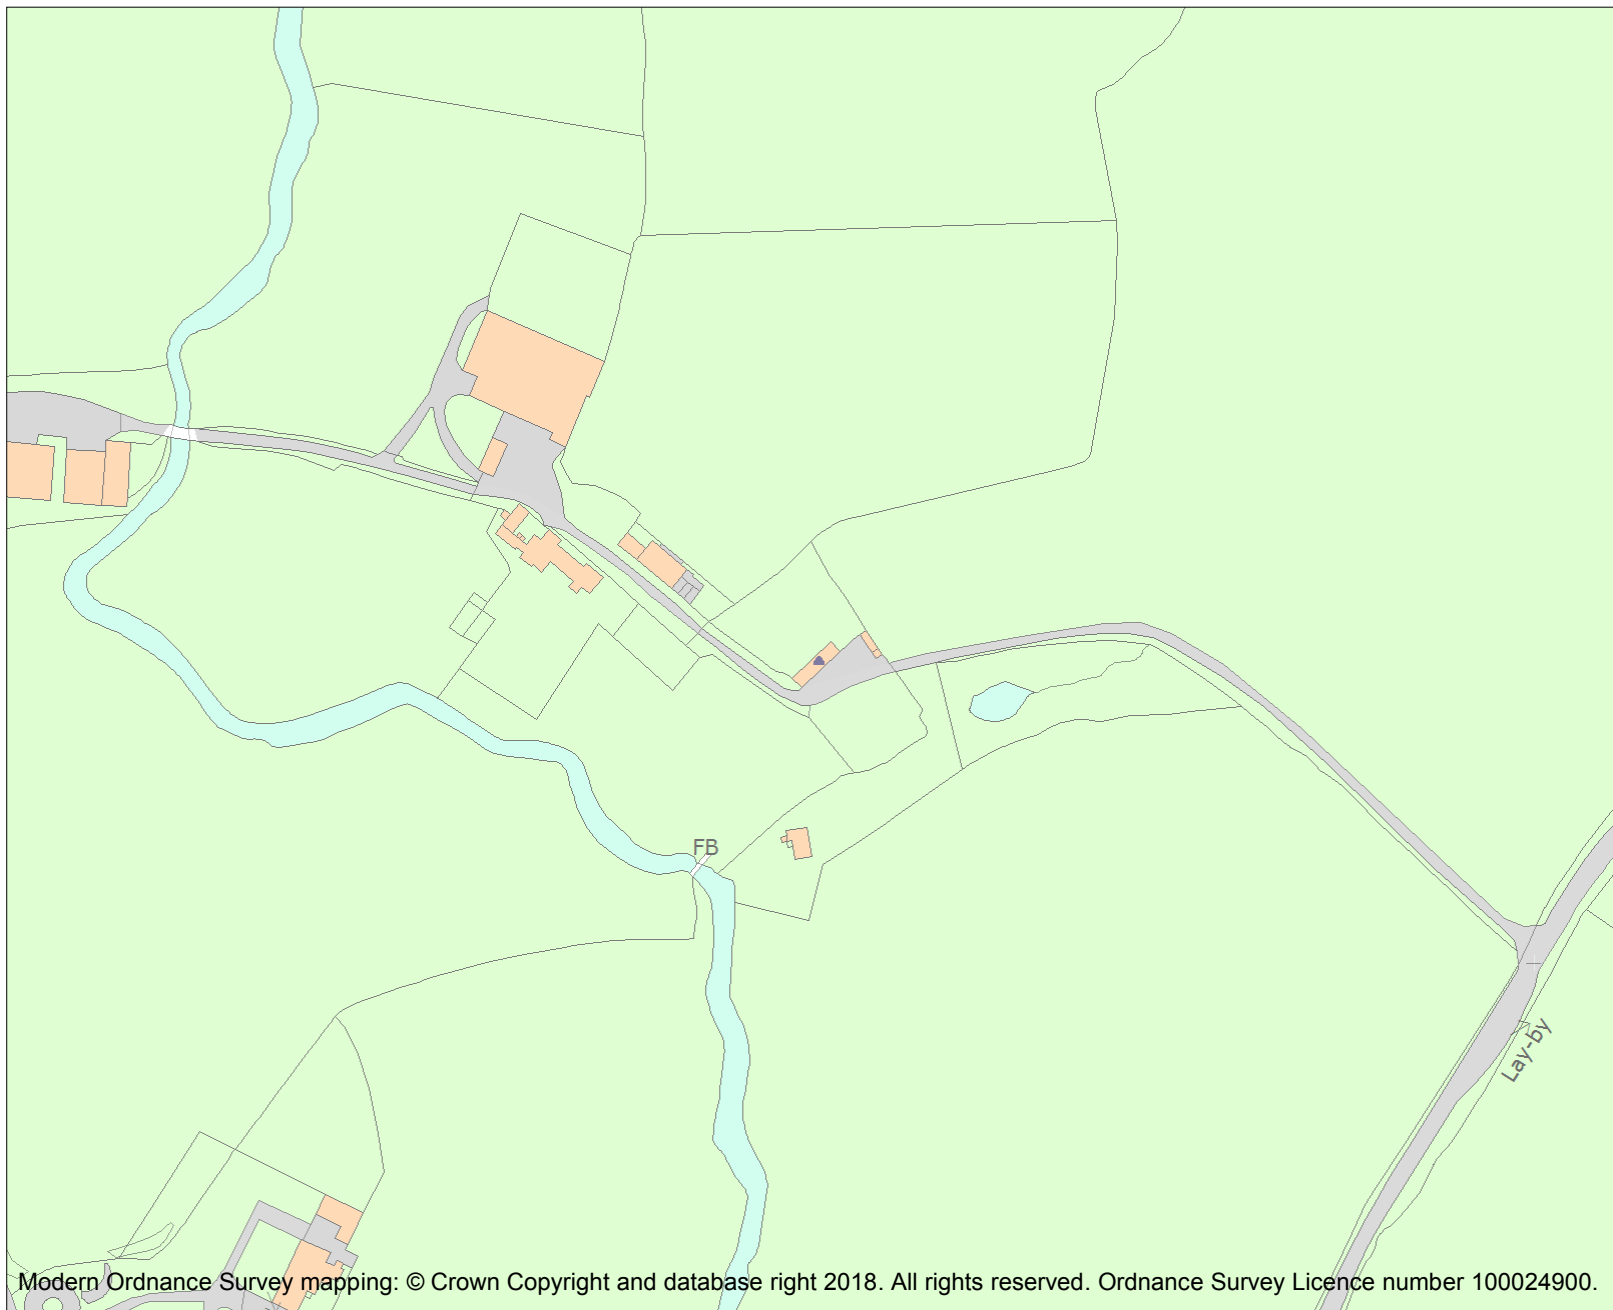 FB
Lay-by
Modern Ordnance Survey mapping: © Crown Copyright and database right 2018. All rights reserved. Ordnance Survey Licence number 100024900.